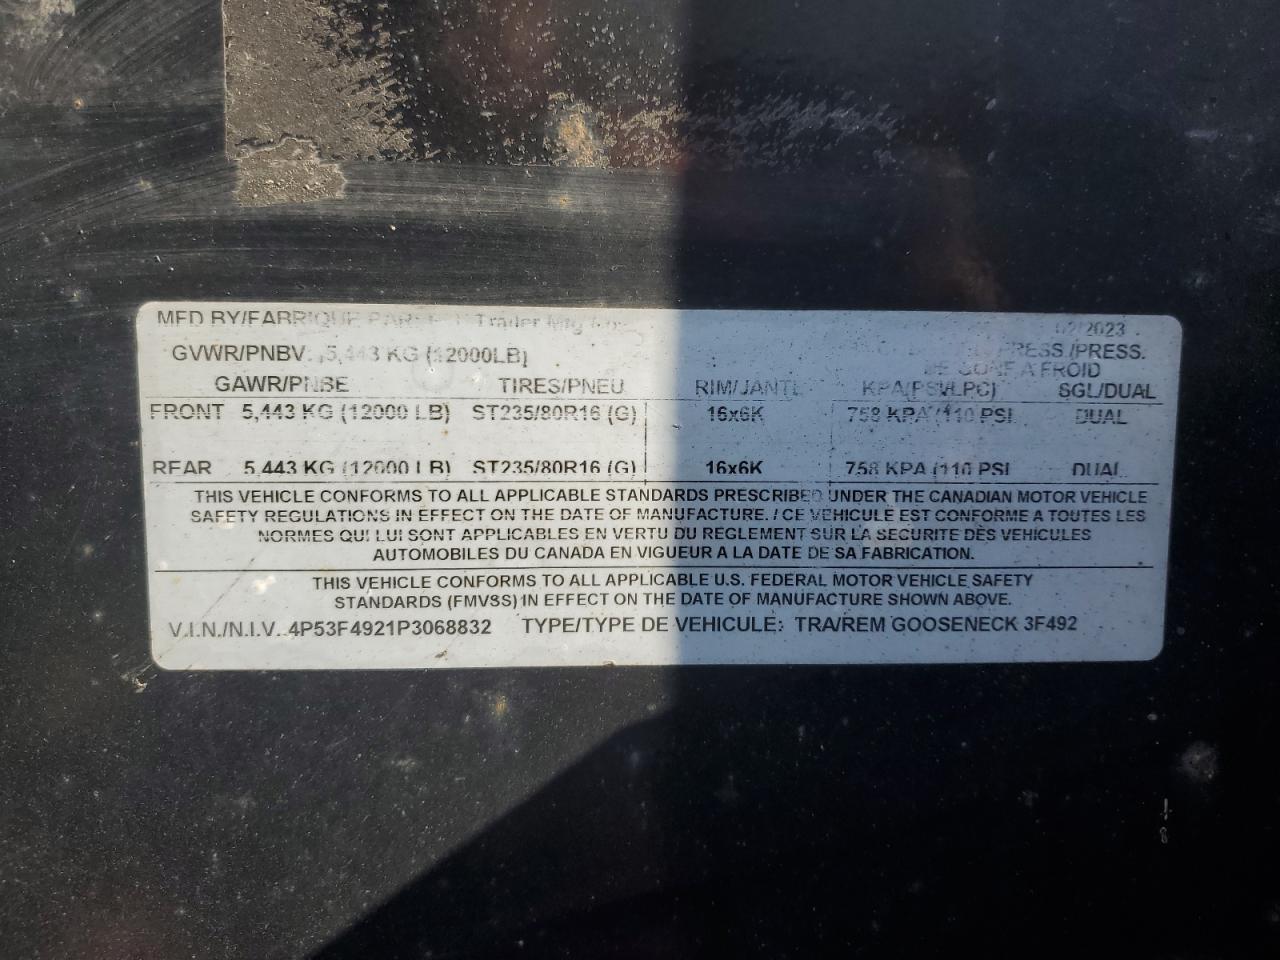 MFD BY/FABRIQUE PAR Trader Mfg 02/2023
GVWR/PNBV: 5,443 KG (12000LB) PRESS./PRESS.
DE GONF A FROID
GAWR/PNBE TIRES/PNEU RIM/JANTE KPA(PSI/LPC) SGL/DUAL
FRONT 5,443 KG (12000 LB) ST235/80R16 (G) 16x6K 758 KPA (110 PSI DUAL
REAR 5,443 KG (12000 LB) ST235/80R16 (G) 16x6K 758 KPA (110 PSI DUAL
THIS VEHICLE CONFORMS TO ALL APPLICABLE STANDARDS PRESCRIBED UNDER THE CANADIAN MOTOR VEHICLE
SAFETY REGULATIONS IN EFFECT ON THE DATE OF MANUFACTURE. / CE VEHICULE EST CONFORME A TOUTES LES
NORMES QUI LUI SONT APPLICABLES EN VERTU DU REGLEMENT SUR LA SECURITE DES VEHICULES
AUTOMOBILES DU CANADA EN VIGUEUR A LA DATE DE SA FABRICATION.
THIS VEHICLE CONFORMS TO ALL APPLICABLE U.S. FEDERAL MOTOR VEHICLE SAFETY
STANDARDS (FMVSS) IN EFFECT ON THE DATE OF MANUFACTURE SHOWN ABOVE.
V.I.N./N.I.V.:4P53F4921P3068832 TYPE/TYPE DE VEHICULE: TRA/REM GOOSENECK 3F492